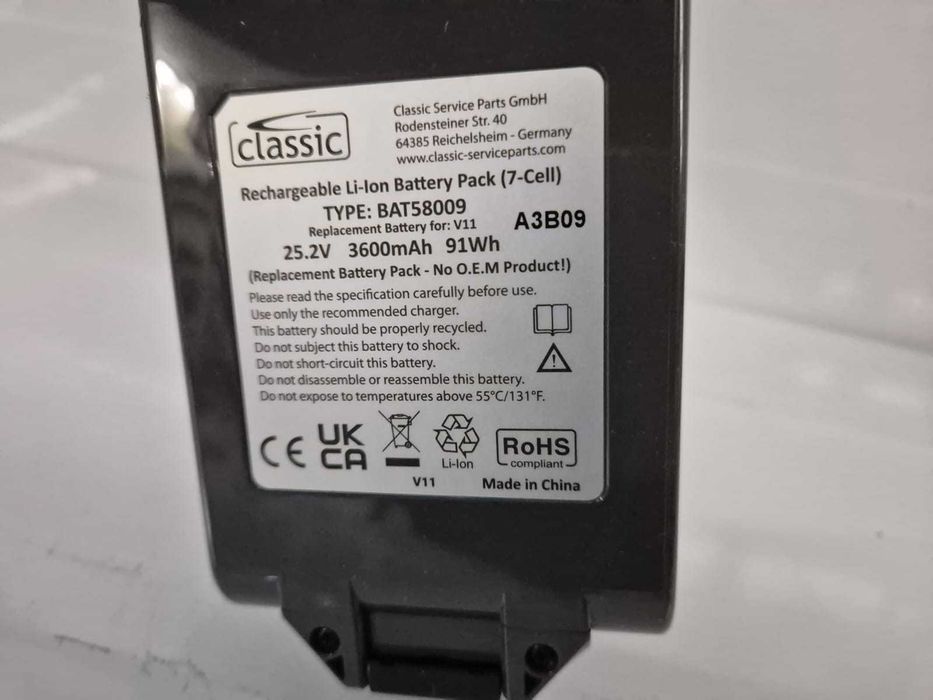 classic
Classic Service Parts GmbH
Rodensteiner Str. 40
64385 Reichelsheim - Germany
www.classic-serviceparts.com
Rechargeable Li-Ion Battery Pack (7-Cell)
TYPE: BAT58009
Replacement Battery for: V11
A3B09
25.2V 3600mAh 91Wh
(Replacement Battery Pack - No O.E.M Product!)
Please read the specification carefully before use.
Use only the recommended charger.
This battery should be properly recycled.
Do not subject this battery to shock.
Do not short-circuit this battery.
Do not disassemble or reassemble this battery.
Do not expose to temperatures above 55°C/131°F.
CE
UK
CA
Li-Ion
RoHS
compliant
V11
Made in China